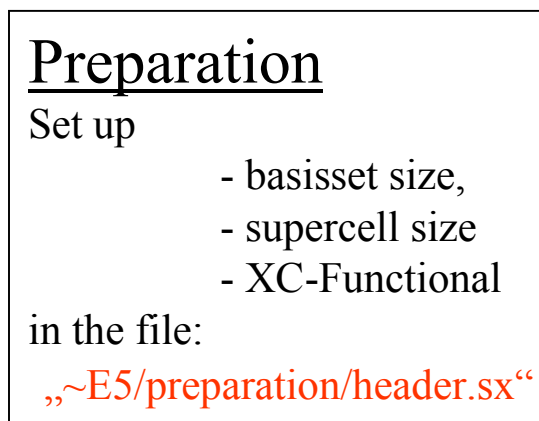 Preparation
Set up
- basisset size,
- supercell size
- XC-Functional
in the file:
„~E5/preparation/header.sx“